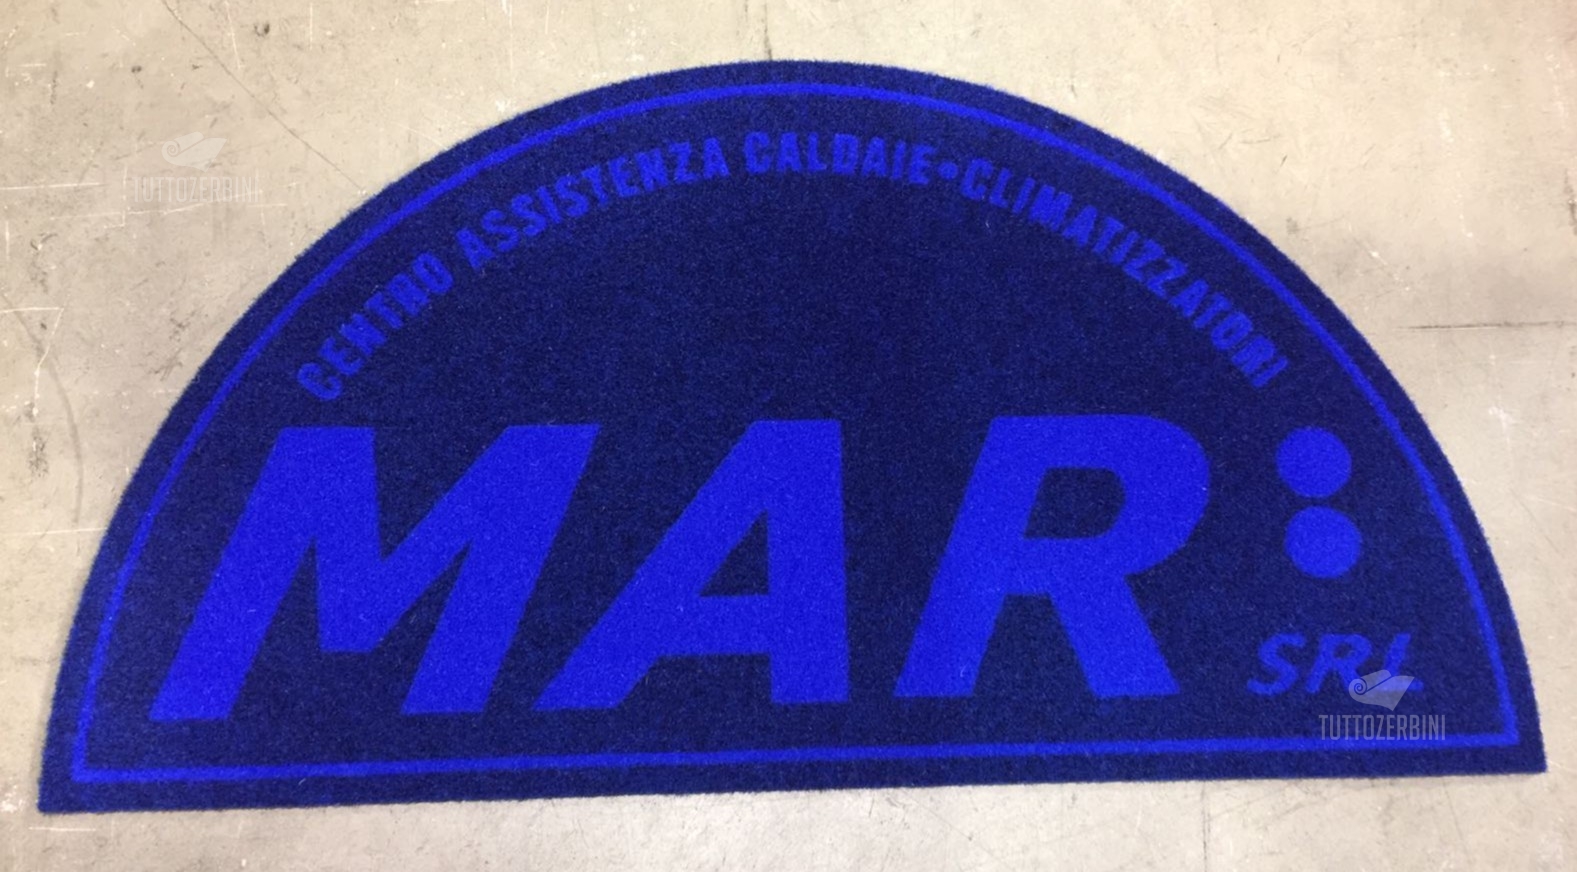 TUTTOZERBINI
CENTRO ASSISTENZA CALDAIE•CLIMATIZZATORI
MAR:
SRL
TUTTOZERBINI